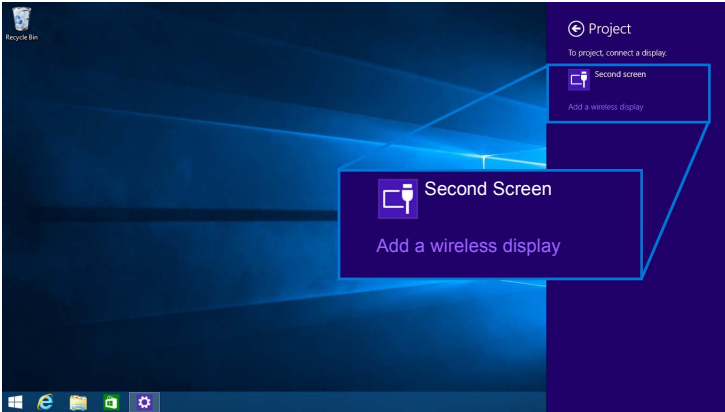 Recycle Bin
Project
To project, connect a display.
Second screen
Add a wireless display
Second Screen
Add a wireless display